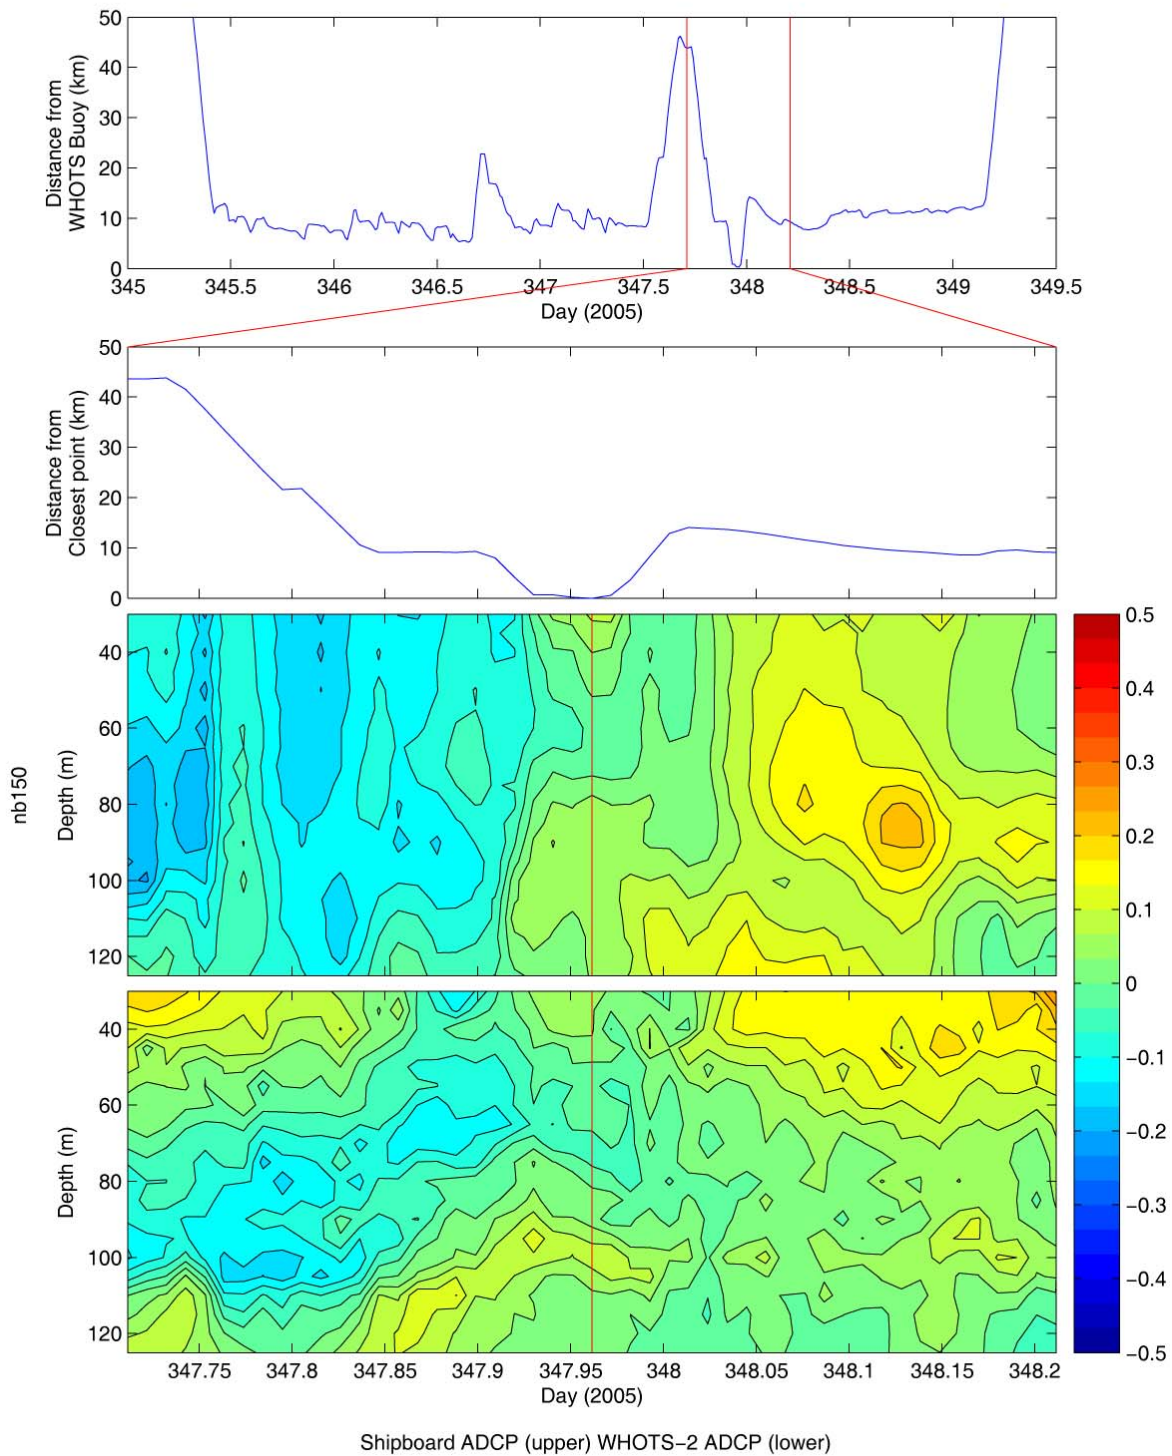 50
40
30
20
10
0
Distance from
WHOTS Buoy (km)
345 345.5 346 346.5 347 347.5 348 348.5 349 349.5
Day (2005)
50
40
30
20
10
0
Distance from
Closest point (km)
nb150
40
60
80
100
120
Depth (m)
0.5
0.4
0.3
0.2
0.1
0
−0.1
−0.2
−0.3
−0.4
−0.5
40
60
80
100
120
Depth (m)
347.75 347.8 347.85 347.9 347.95 348 348.05 348.1 348.15 348.2
Day (2005)
Shipboard ADCP (upper) WHOTS−2 ADCP (lower)